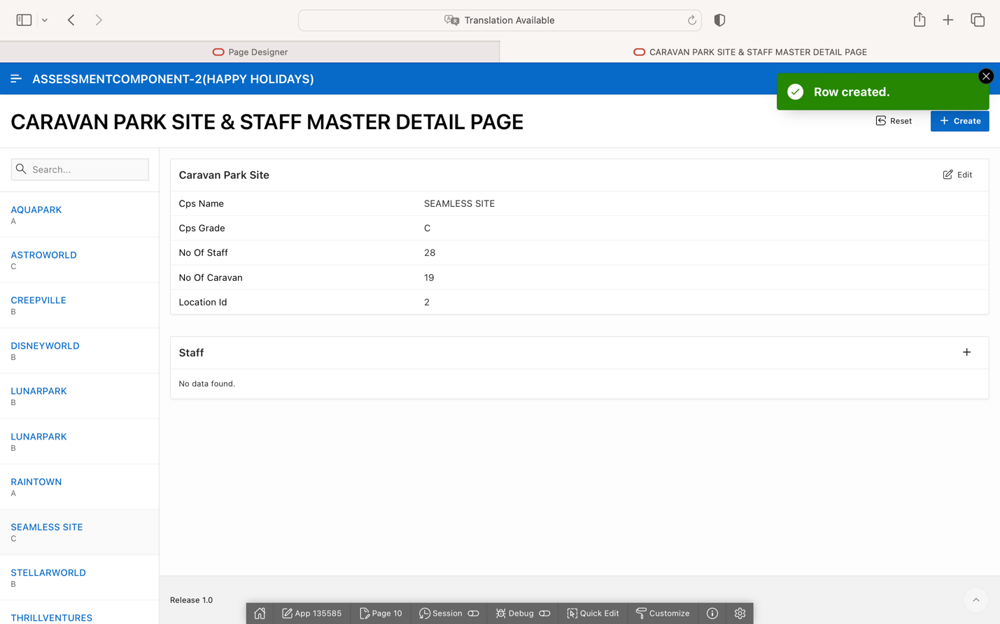 Translation Available
Page Designer
CARAVAN PARK SITE & STAFF MASTER DETAIL PAGE
ASSESSMENTCOMPONENT-2(HAPPY HOLIDAYS)
Row created.
CARAVAN PARK SITE & STAFF MASTER DETAIL PAGE
Reset
Create
Search...
AQUAPARK
A
ASTROWORLD
C
CREEPVILLE
B
DISNEYWORLD
B
LUNARPARK
B
LUNARPARK
B
RAINTOWN
A
SEAMLESS SITE
C
STELLARWORLD
B
THRILLVENTURES
Caravan Park Site
Edit
Cps Name SEAMLESS SITE
Cps Grade C
No Of Staff 28
No Of Caravan 19
Location Id 2
Staff
No data found.
Release 1.0
App 135585
Page 10
Session
Debug
Quick Edit
Customize